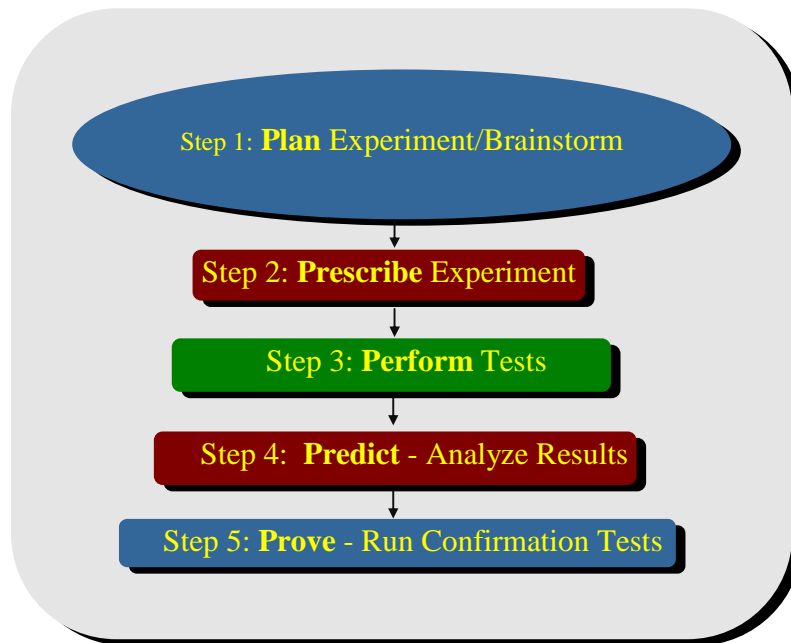 Step 1: Plan Experiment/Brainstorm
Step 2: Prescribe Experiment
Step 3: Perform Tests
Step 4: Predict - Analyze Results
Step 5: Prove - Run Confirmation Tests